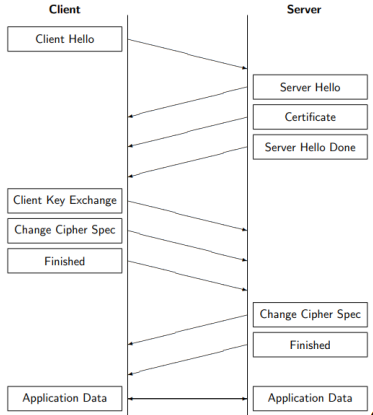 Client Server
Client Hello
Server Hello
Certificate
Server Hello Done
Client Key Exchange
Change Cipher Spec
Finished
Change Cipher Spec
Finished
Application Data Application Data